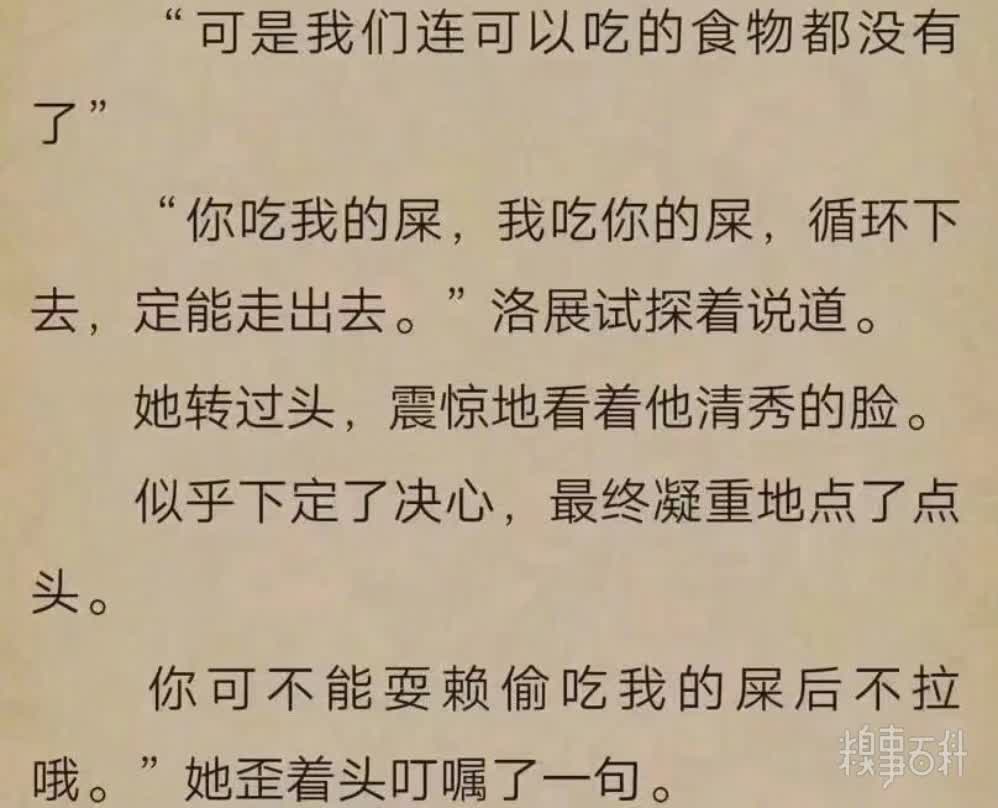 “可是我们连可以吃的食物都没有
了”
“你吃我的屎，我吃你的屎，循环下
去，定能走出去。”洛展试探着说道。
她转过头，震惊地看着他清秀的脸。
似乎下定了决心，最终凝重地点了点
头。
你可不能耍赖偷吃我的屎后不拉
哦。”她歪着头叮嘱了一句。
糗事百科